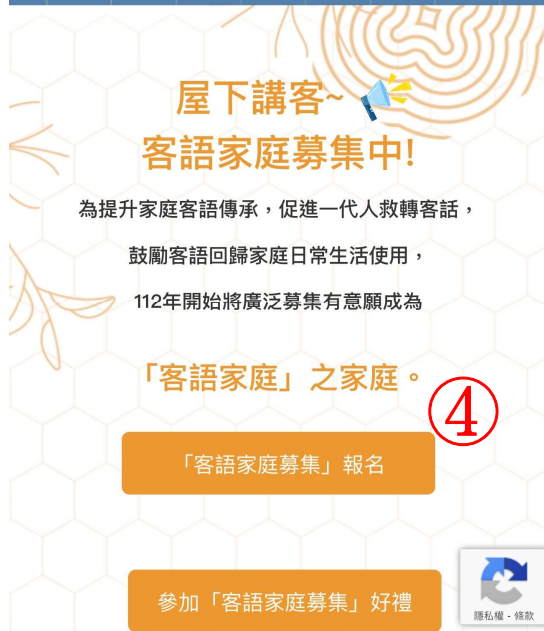 屋下講客~
客語家庭募集中!
為提升家庭客語傳承，促進一代人救轉客話，
鼓勵客語回歸家庭日常生活使用，
112年開始將廣泛募集有意願成為
「客語家庭」之家庭。
④
「客語家庭募集」報名
參加「客語家庭募集」好禮
隱私權 - 條款